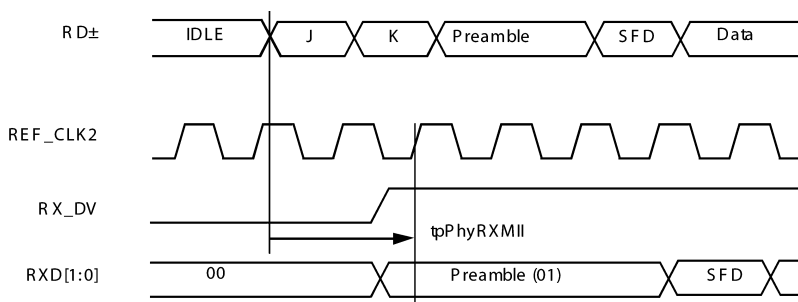 RD± IDLE J K Preamble SFD Data
REF_CLK2
RX_DV
tpPhyRXMII
RXD[1:0] 00 Preamble (01) SFD